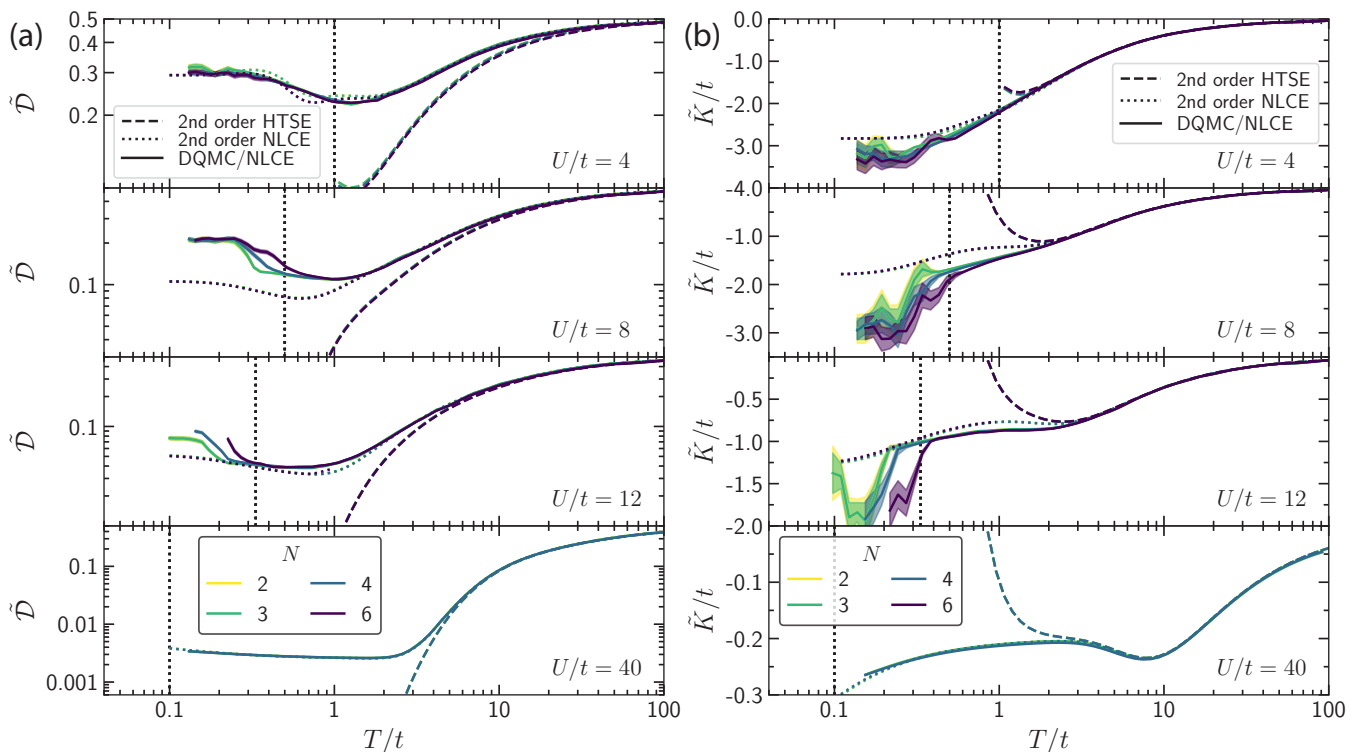 (a)
0.5
0.4
0.3
0.2
D̃
2nd order HTSE
2nd order NLCE
DQMC/NLCE
U/t = 4
0.1
D̃
U/t = 8
0.1
D̃
U/t = 12
0.1
0.01
0.001
D̃
N
2 4
3 6
U/t = 40
0.1 1 10 100
T/t
(b)
0.0
-1.0
-2.0
-3.0
-4.0
K̃/t
2nd order HTSE
2nd order NLCE
DQMC/NLCE
U/t = 4
-1.0
-2.0
-3.0
K̃/t
U/t = 8
-0.5
-1.0
-1.5
-2.0
K̃/t
U/t = 12
-0.1
-0.2
-0.3
K̃/t
N
2 4
3 6
U/t = 40
0.1 1 10 100
T/t